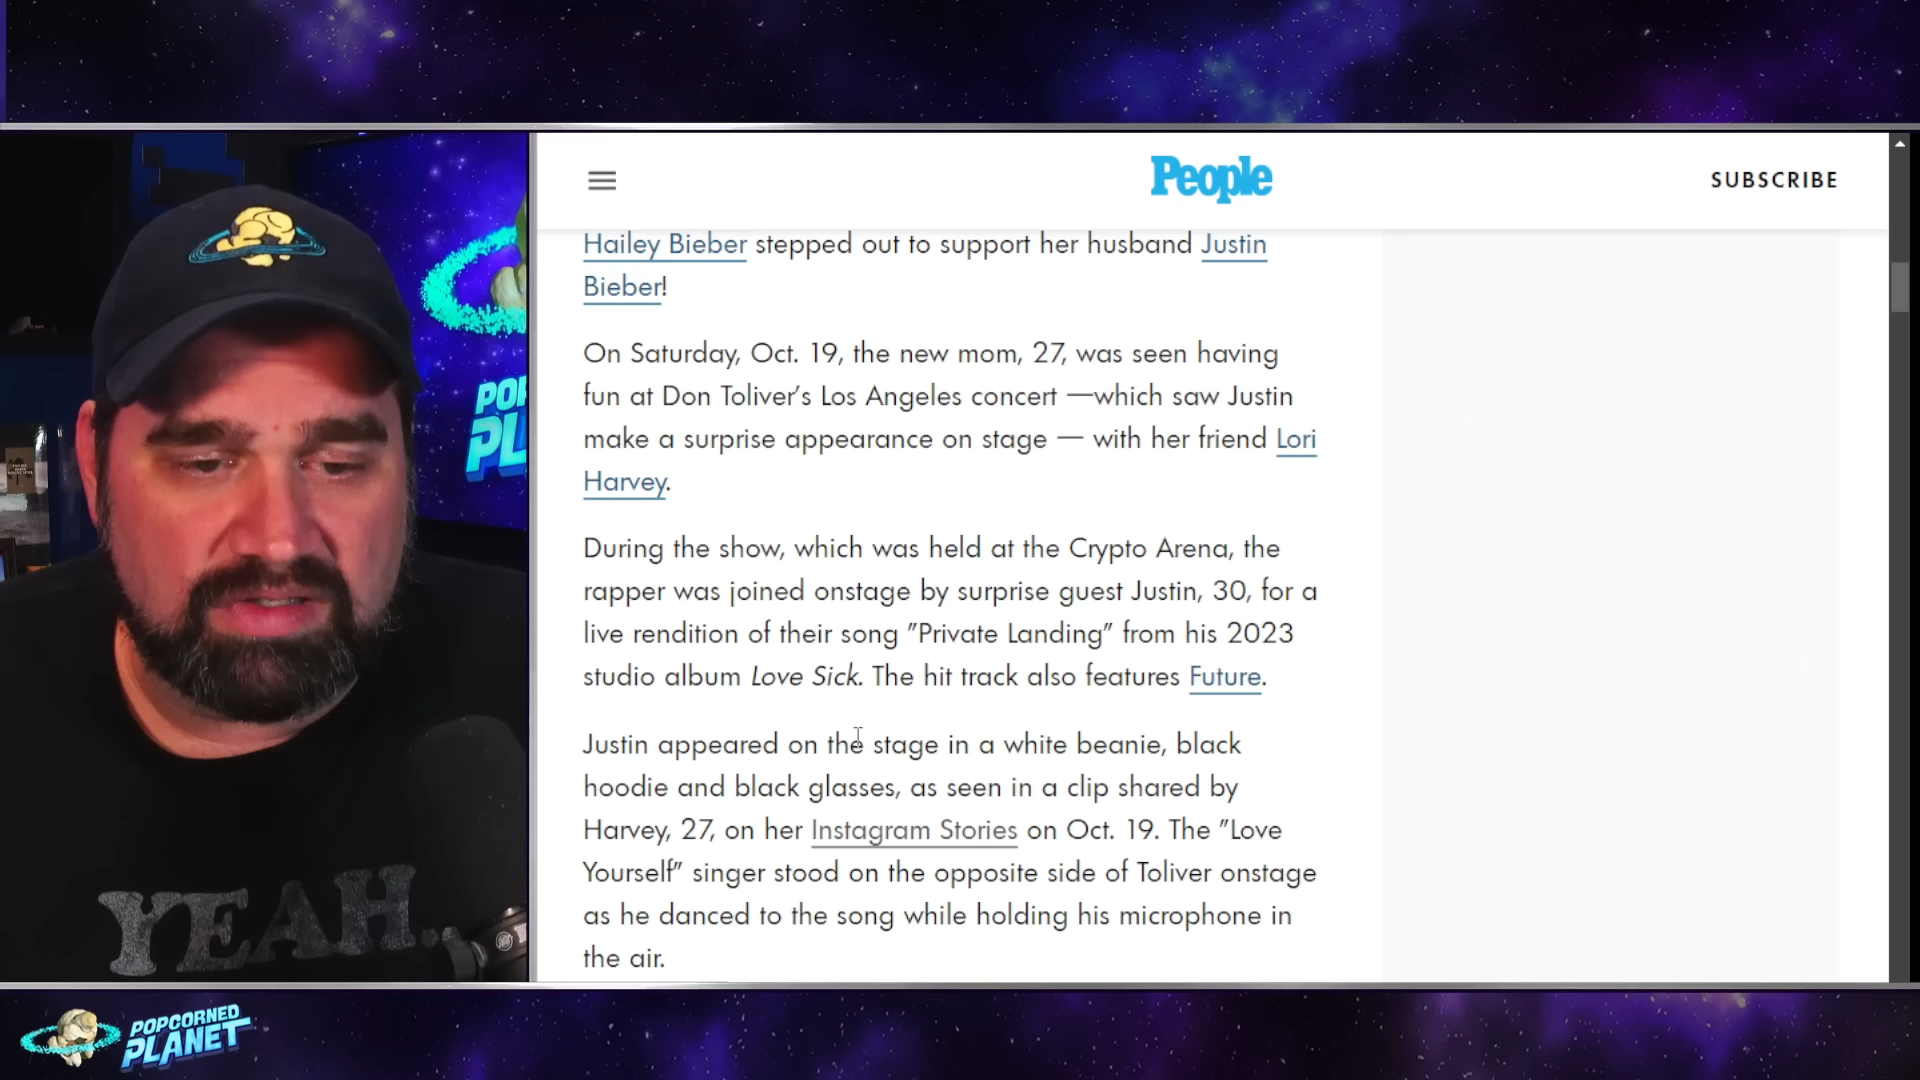 People
SUBSCRIBE
Hailey Bieber stepped out to support her husband Justin
Bieber!
On Saturday, Oct. 19, the new mom, 27, was seen having
fun at Don Toliver’s Los Angeles concert —which saw Justin
make a surprise appearance on stage — with her friend Lori
Harvey.
During the show, which was held at the Crypto Arena, the
rapper was joined onstage by surprise guest Justin, 30, for a
live rendition of their song ”Private Landing” from his 2023
studio album Love Sick. The hit track also features Future.
Justin appeared on the stage in a white beanie, black
hoodie and black glasses, as seen in a clip shared by
Harvey, 27, on her Instagram Stories on Oct. 19. The ”Love
Yourself” singer stood on the opposite side of Toliver onstage
as he danced to the song while holding his microphone in
the air.
POP
PL
YEAH..
POPCORNED
PLANET